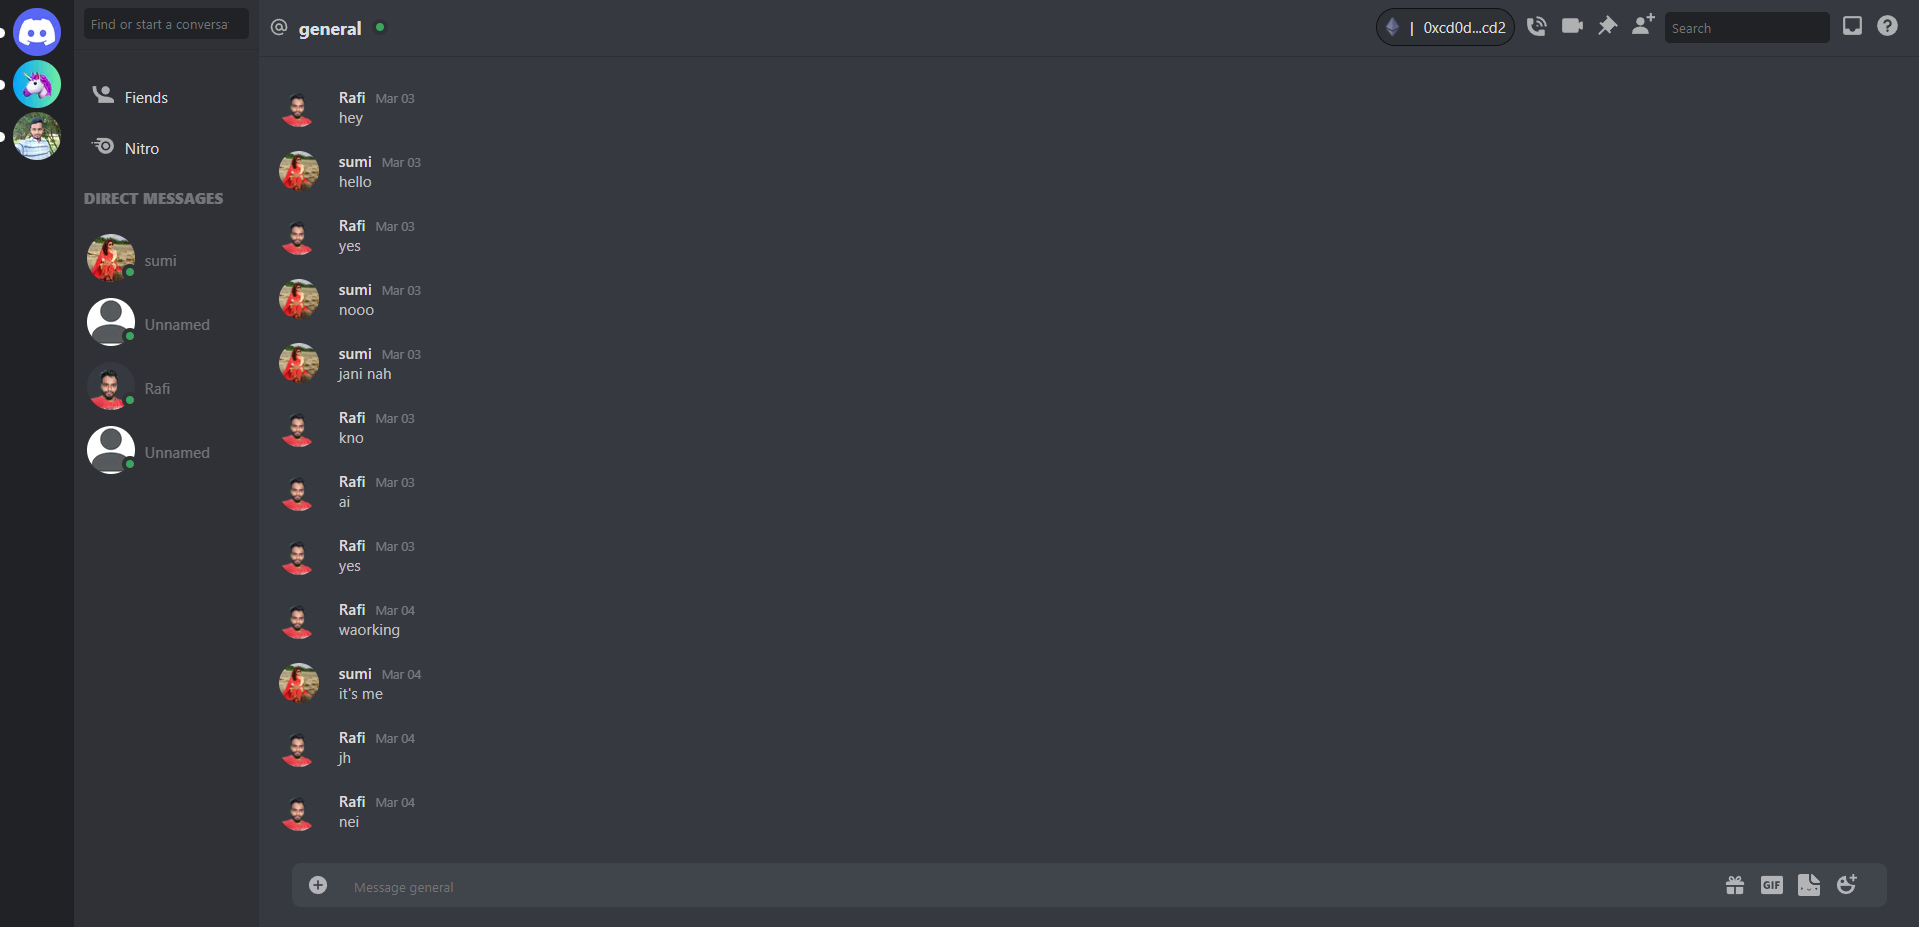 Find or start a conversa
Fiends
Nitro
DIRECT MESSAGES
sumi
Unnamed
Rafi
Unnamed
general
| 0xcd0d...cd2
Search
Rafi Mar 03
hey
sumi Mar 03
hello
Rafi Mar 03
yes
sumi Mar 03
nooo
sumi Mar 03
jani nah
Rafi Mar 03
kno
Rafi Mar 03
ai
Rafi Mar 03
yes
Rafi Mar 04
waorking
sumi Mar 04
it's me
Rafi Mar 04
jh
Rafi Mar 04
nei
Message general
GIF